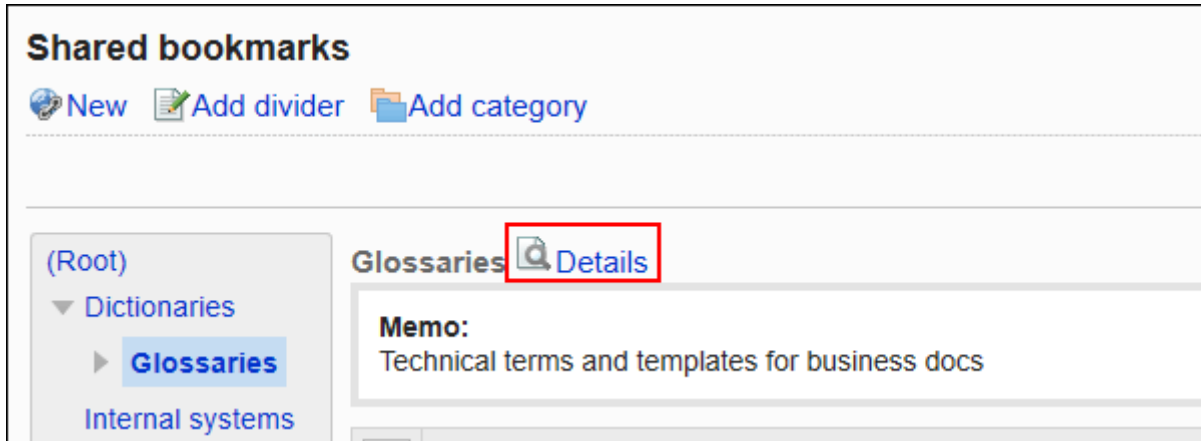 Shared bookmarks
New Add divider Add category
(Root)
Dictionaries
Glossaries
Internal systems
Glossaries Details
Memo:
Technical terms and templates for business docs